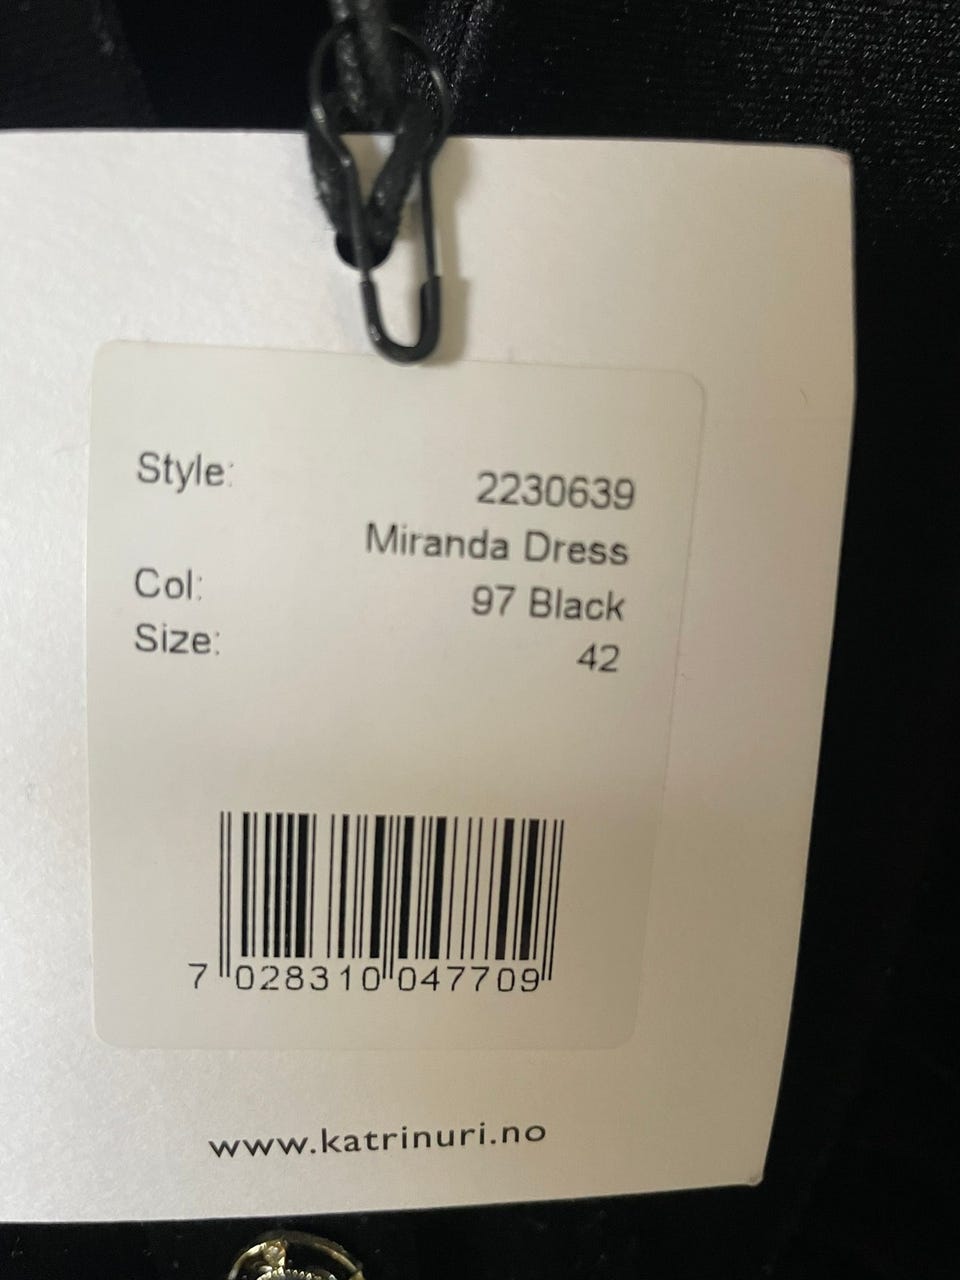 Style: 2230639
Miranda Dress
Col: 97 Black
Size: 42
7 028310 047709
www.katrinuri.no